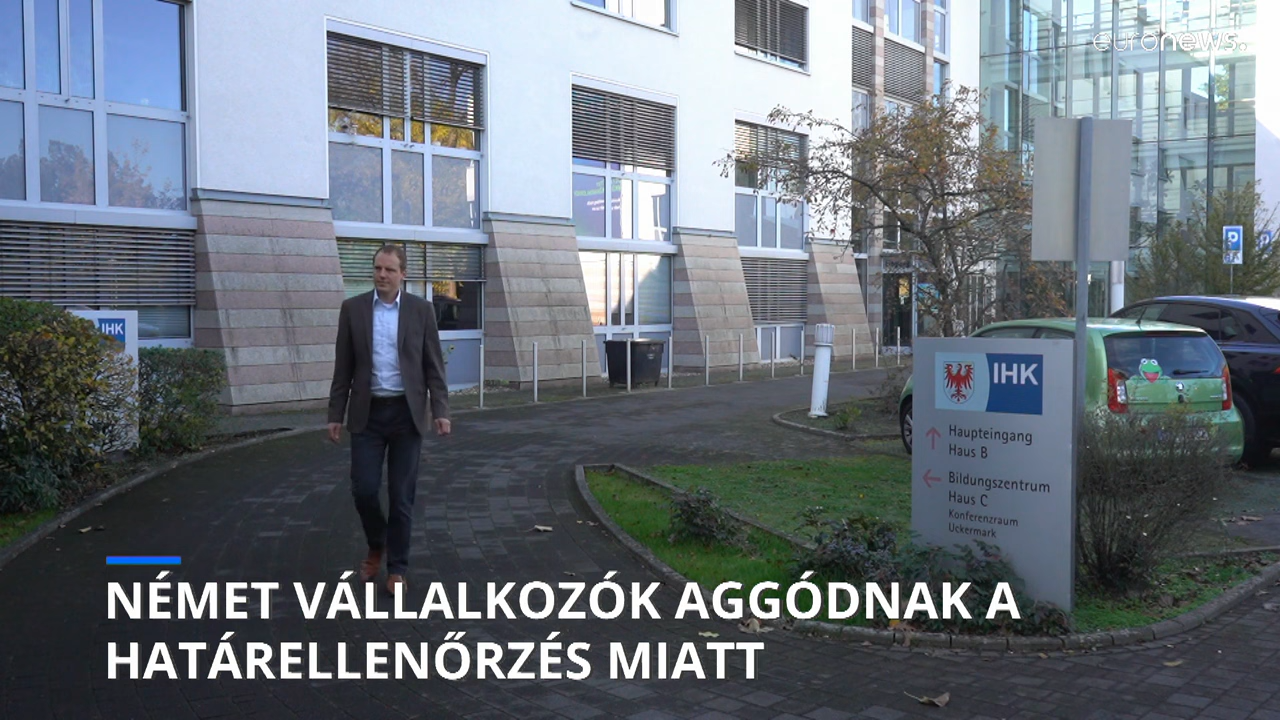 euronews.
IHK
IHK
Haupteingang
Haus B
Bildungszentrum
Haus C
Konferenzraum
Uckermark
P
NÉMET VÁLLALKOZÓK AGGÓDNAK A
HATÁRELLENŐRZÉS MIATT